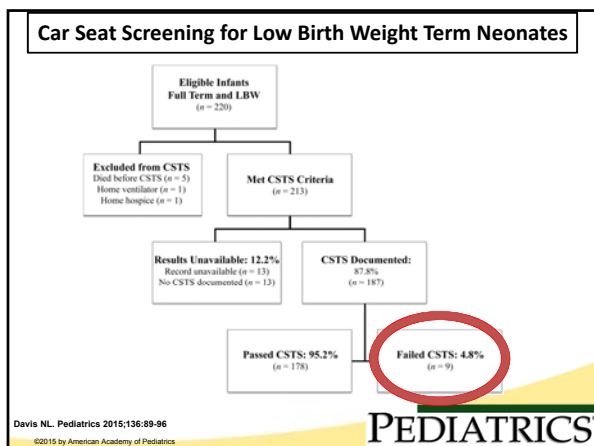 Car Seat Screening for Low Birth Weight Term Neonates
Eligible Infants
Full Term and LBW
(n = 220)
Excluded from CSTS
Died before CSTS (n = 5)
Home ventilator (n = 1)
Home hospice (n = 1)
Met CSTS Criteria
(n = 213)
Results Unavailable: 12.2%
Record unavailable (n = 13)
No CSTS documented (n = 13)
CSTS Documented:
87.8%
(n = 187)
Passed CSTS: 95.2%
(n = 178)
Failed CSTS: 4.8%
(n = 9)
Davis NL. Pediatrics 2015;136:89-96
©2015 by American Academy of Pediatrics
PEDIATRICS